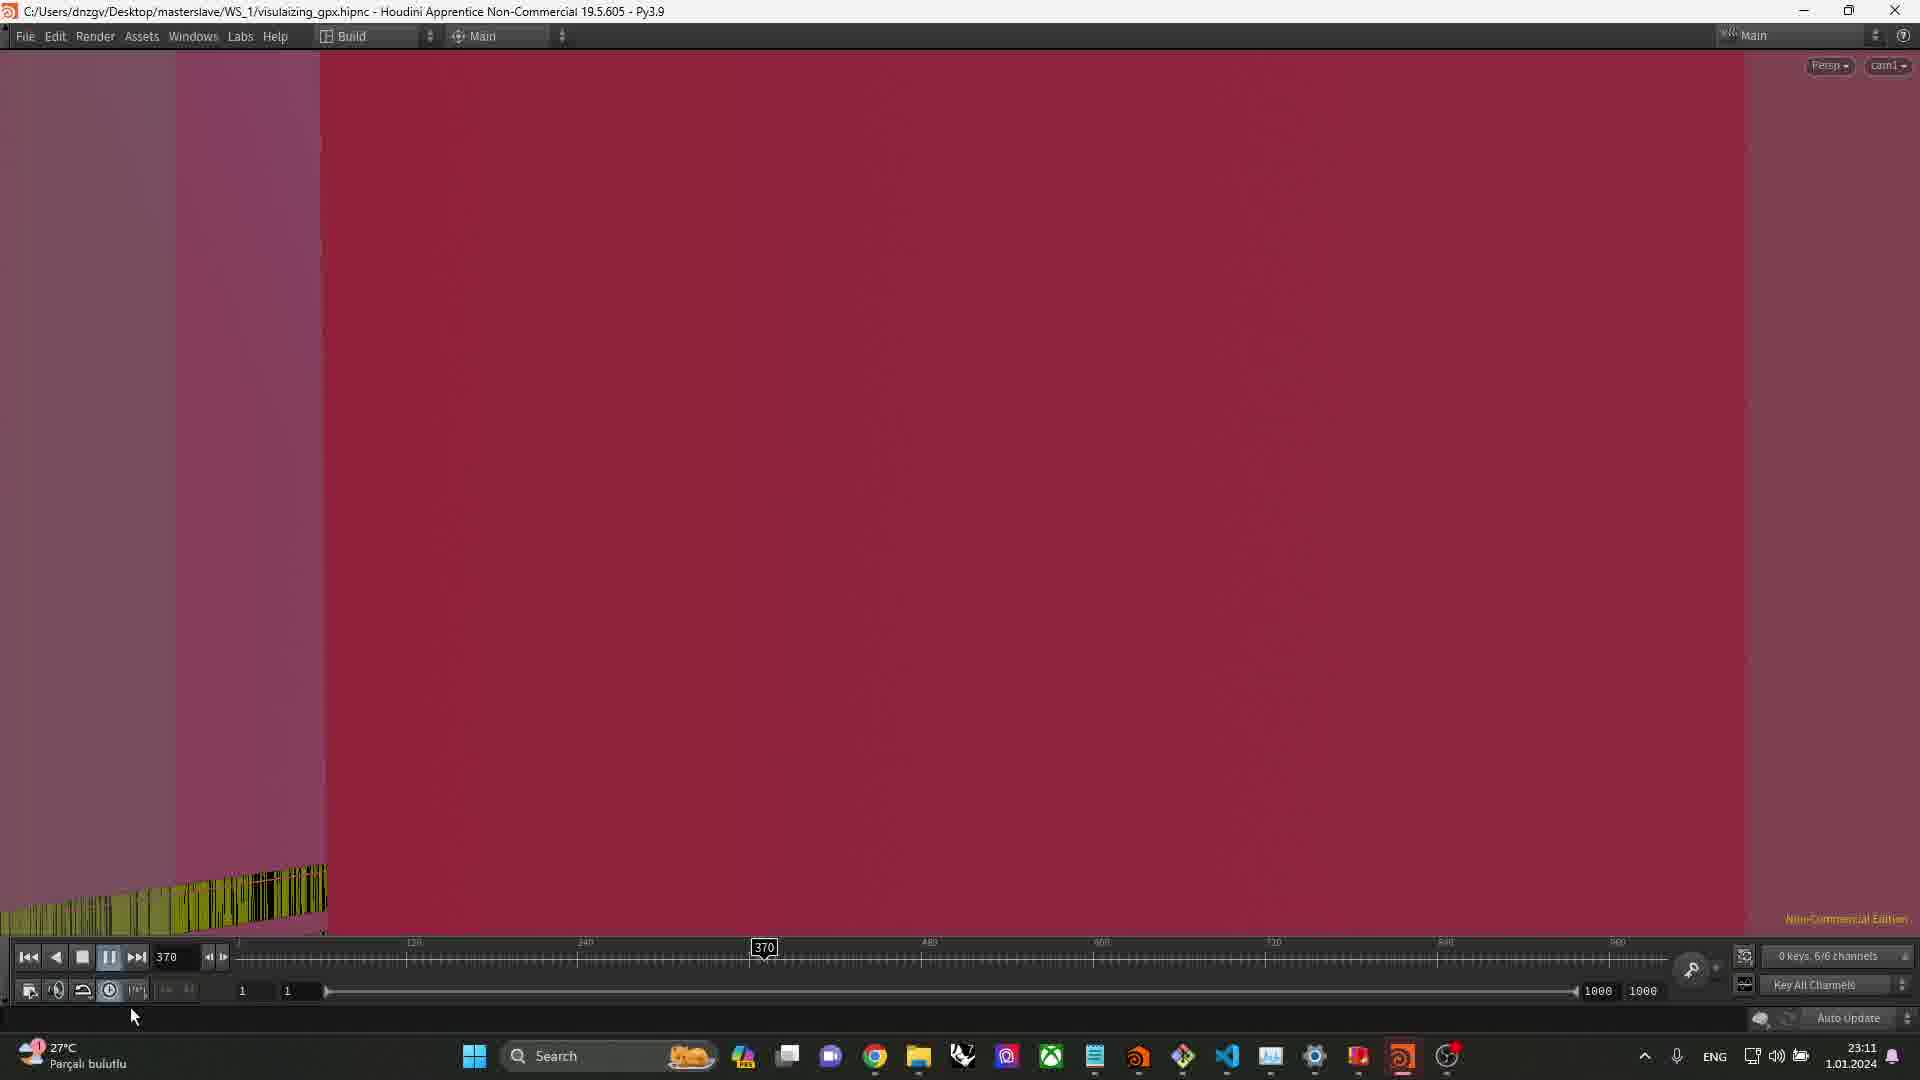 C:/Users/dnzgv/Desktop/masterslave/WS_1/visulaizing_gpx.hipnc - Houdini Apprentice Non-Commercial 19.5.605 - Py3.9
File Edit Render Assets Windows Labs Help Build Main Main
Persp cam1
Non-Commercial Edition
370 1 120 240 370 480 600 720 840 960 0 keys, 6/6 channels
1 1 1000 1000 Key All Channels
Auto Update
27°C
Parçalı bulutlu
Search
PRE
ENG
23:11
1.01.2024